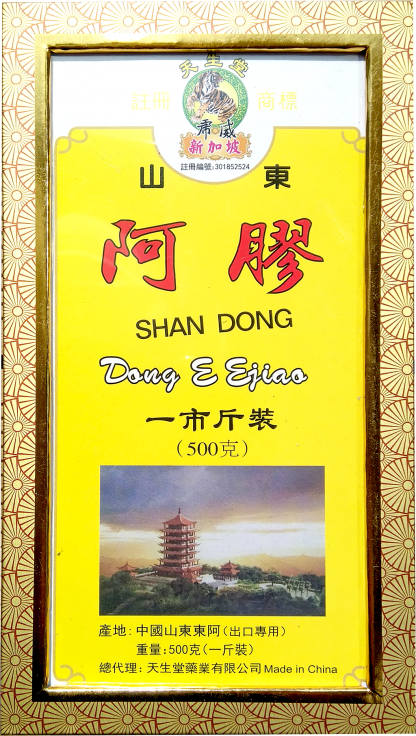 天生堂
註冊 商標
虎威
新加坡
註冊編號:301852524
山東
阿膠
SHAN DONG
Dong E Ejiao
一市斤裝
(500克)
產地: 中國山東東阿(出口專用)
重量:500克(一斤裝)
總代理: 天生堂藥業有限公司 Made in China